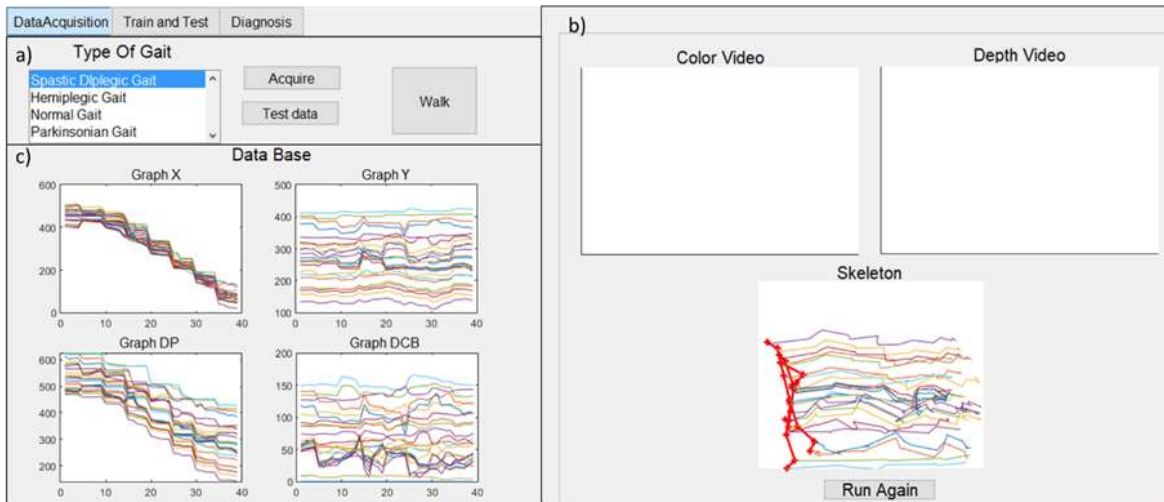 DataAcquisition Train and Test Diagnosis
a) Type Of Gait
Spastic DIplegic Gait
Hemiplegic Gait
Normal Gait
Parkinsonian Gait
Acquire
Test data
Walk
c) Data Base
Graph X
600
400
200
0
0 10 20 30 40
Graph Y
500
400
300
200
100
0 10 20 30 40
Graph DP
600
500
400
300
200
0 10 20 30 40
Graph DCB
200
150
100
50
0
0 10 20 30 40
b)
Color Video
Depth Video
Skeleton
Run Again